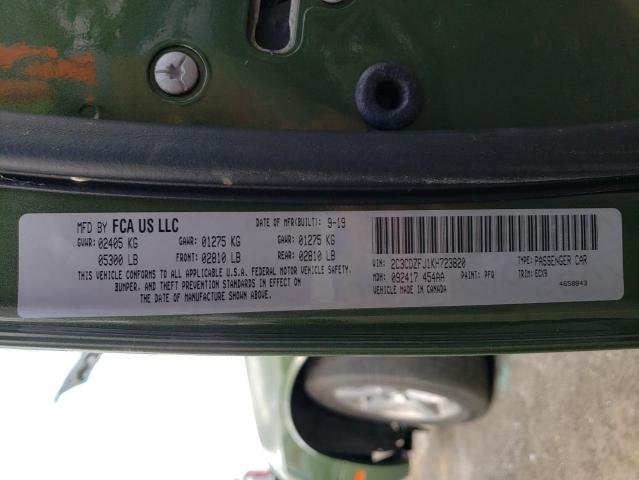 MFD BY FCA US LLC DATE OF MFR(BUILT): 9-19
GVWR: 02405 KG GAWR: 01275 KG GAWR: 01275 KG
05300 LB FRONT: 02810 LB REAR: 02810 LB
THIS VEHICLE CONFORMS TO ALL APPLICABLE U.S.A. FEDERAL MOTOR VEHICLE SAFETY,
BUMPER, AND THEFT PREVENTION STANDARDS IN EFFECT ON
THE DATE OF MANUFACTURE SHOWN ABOVE.
VIN: 2C3CDZFJ1KH723820 TYPE: PASSENGER CAR
MDH: 092417 454AA PAINT: PFQ TRIM: ECX9
VEHICLE MADE IN CANADA 4658943